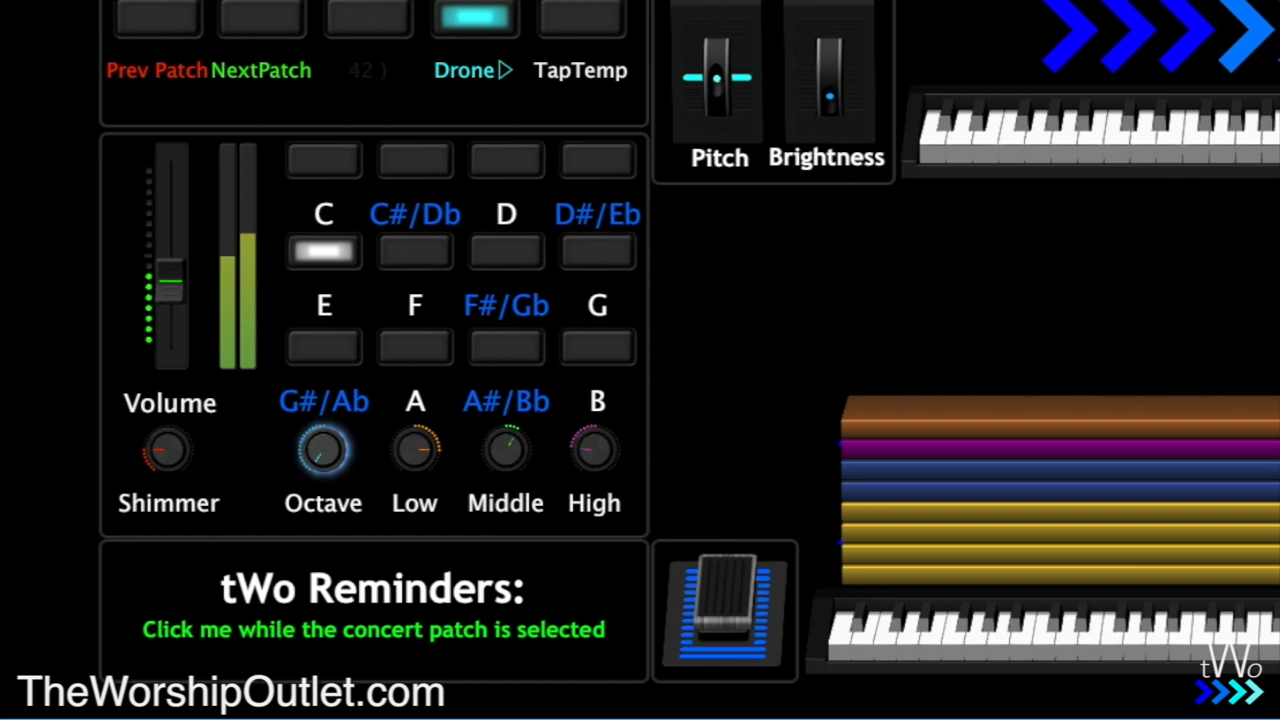 Prev Patch NextPatch 42 ) Drone▷ TapTemp
Pitch Brightness
C C#/Db D D#/Eb
E F F#/Gb G
Volume G#/Ab A A#/Bb B
Shimmer Octave Low Middle High
tWo Reminders:
Click me while the concert patch is selected
TheWorshipOutlet.com
tWo